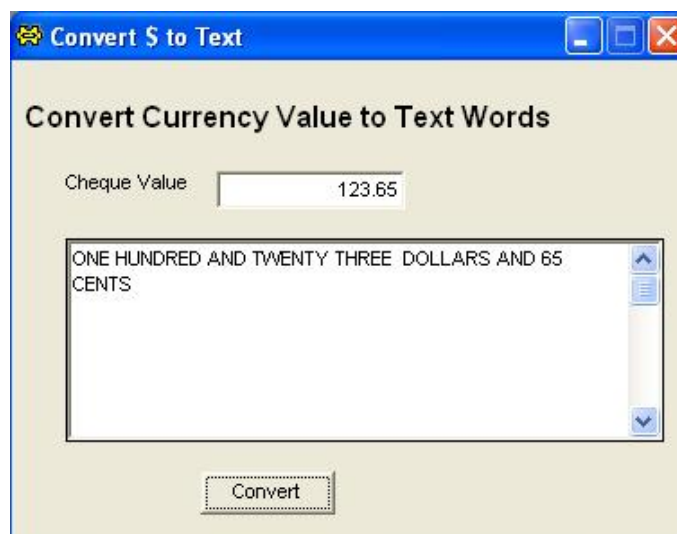 Convert $ to Text
Convert Currency Value to Text Words
Cheque Value 123.65
ONE HUNDRED AND TWENTY THREE  DOLLARS AND 65
CENTS
Convert